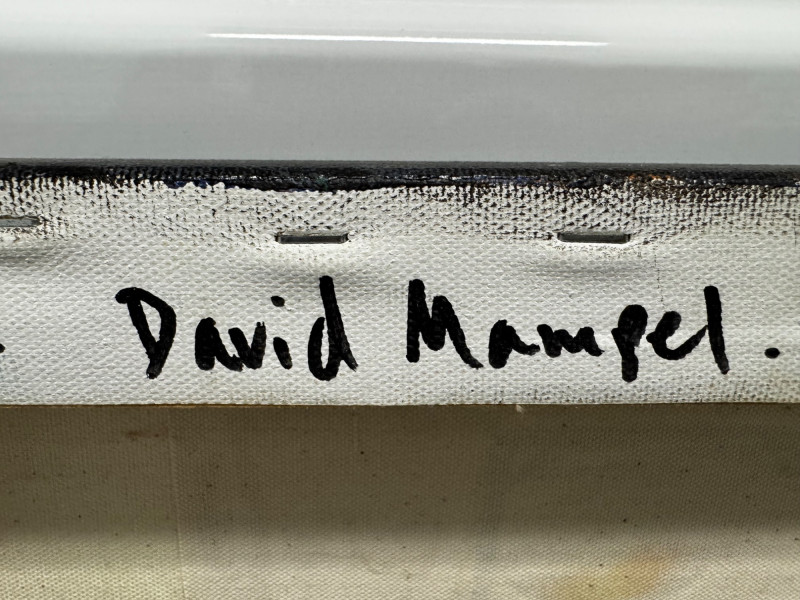 . David Mampel .